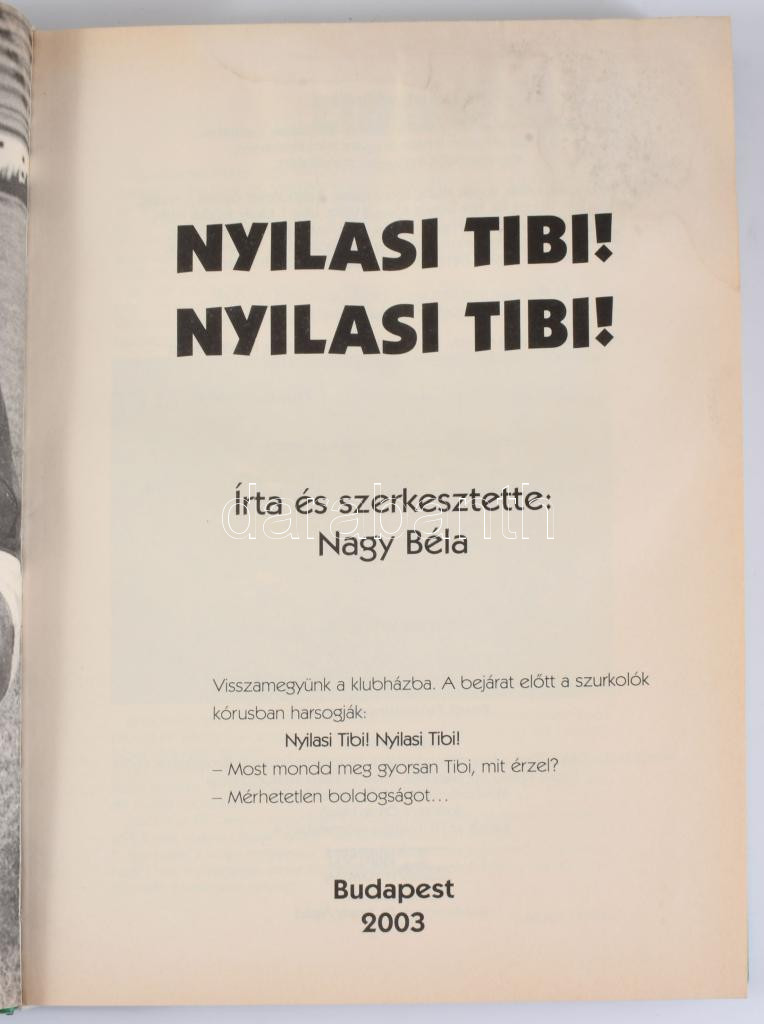 NYILASI TIBI!
NYILASI TIBI!
Írta és szerkesztette:
darabanth
Nagy Béla
Visszamegyünk a klubházba. A bejárat előtt a szurkolók
kórusban harsogják:
Nyilasi Tibi! Nyilasi Tibi!
– Most mondd meg gyorsan Tibi, mit érzel?
– Mérhetetlen boldogságot...
Budapest
2003